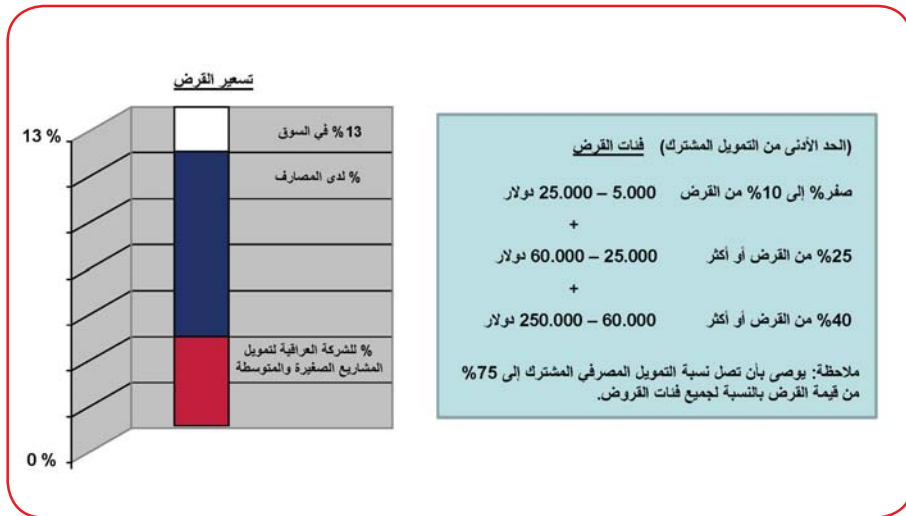 تسعير القرض
13 %
13% في السوق
% لدى المصارف
% للشركة العراقية لتمويل
المشاريع الصغيرة والمتوسطة
0 %
(الحد الأدنى من التمويل المشترك) فئات القرض
صفر% إلى 10% من القرض 5.000 – 25.000 دولار
+
25% من القرض أو أكثر 25.000 – 60.000 دولار
+
40% من القرض أو أكثر 60.000 – 250.000 دولار
ملاحظة: يوصى بأن تصل نسبة التمويل المصرفي المشترك إلى 75%
من قيمة القرض بالنسبة لجميع فئات القروض.